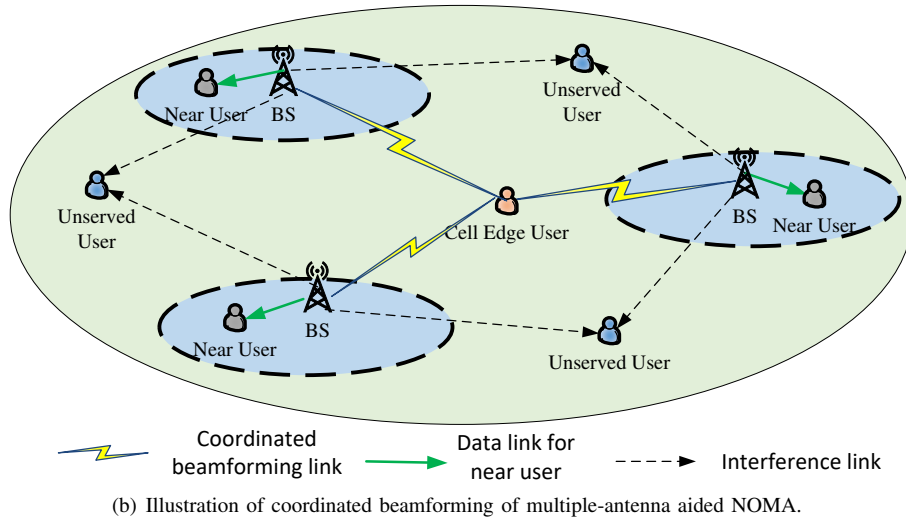 Unserved
User
Near User
BS
Unserved
User
BS
Near User
Cell Edge User
BS
Near User
Unserved User
Coordinated
beamforming link
Data link for
near user
Interference link
(b) Illustration of coordinated beamforming of multiple-antenna aided NOMA.